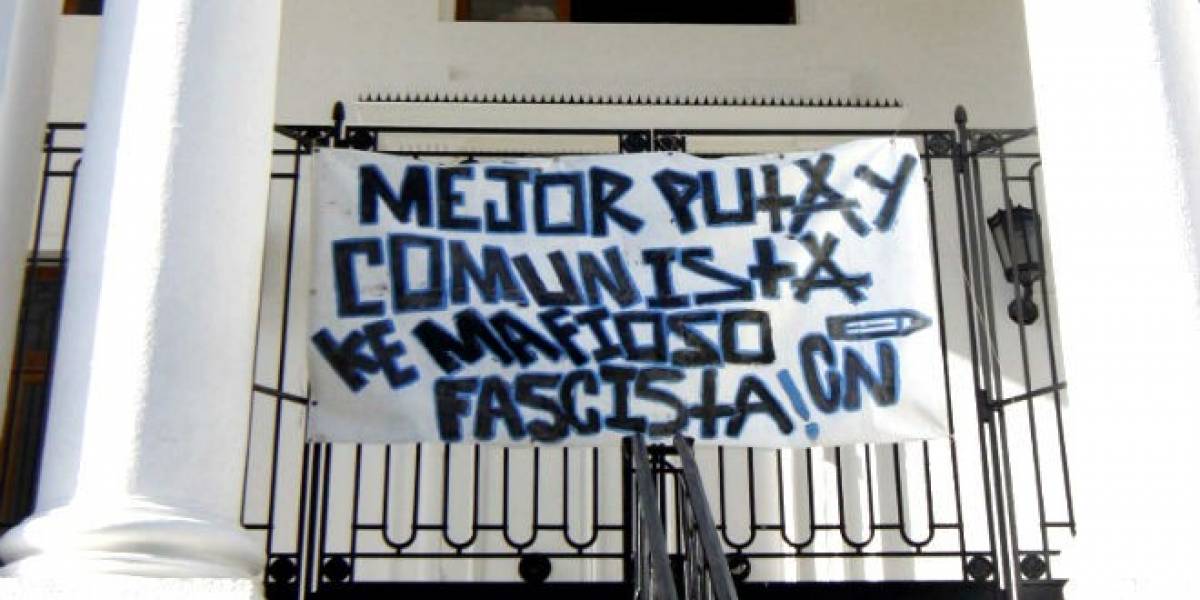 MEJOR PUTA Y
COMUNISTA
KE MAFIOSO
FASCISTA! CN